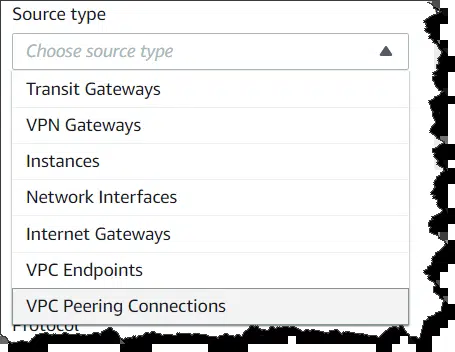 Source type
Choose source type
Transit Gateways
VPN Gateways
Instances
Network Interfaces
Internet Gateways
VPC Endpoints
VPC Peering Connections
Protocol